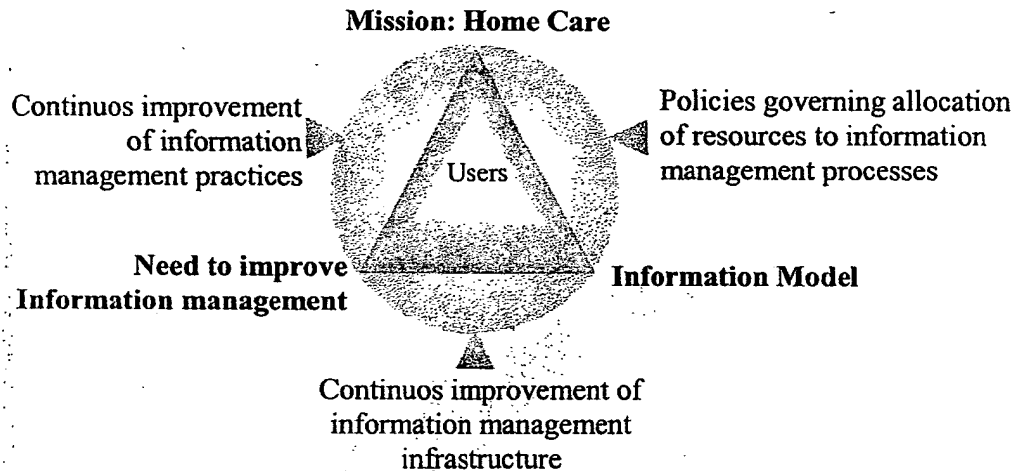 Mission: Home Care
Continuos improvement
of information
management practices
Policies governing allocation
of resources to information
management processes
Users
Need to improve
Information management
Information Model
Continuos improvement of
information management
infrastructure